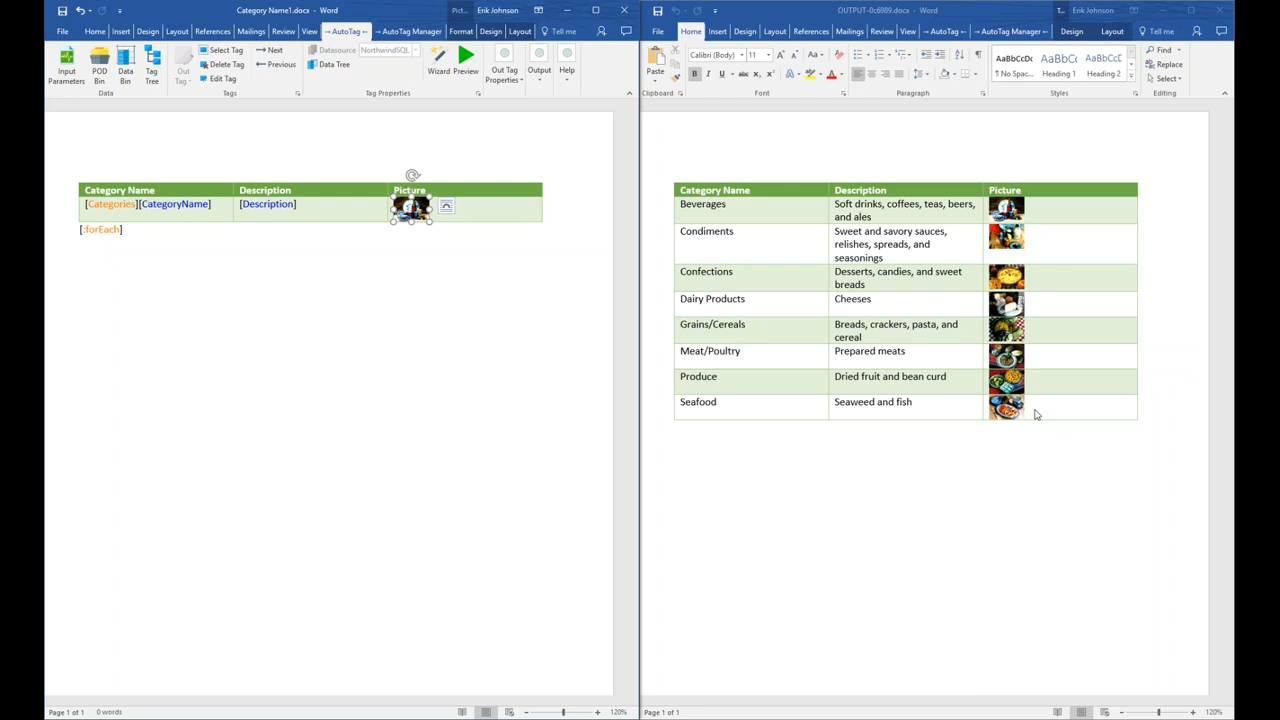 Category Name1.docx - Word
Pict...
Erik Johnson
File Home Insert Design Layout References Mailings Review View → AutoTag ← → AutoTag Manager Format Design Layout Tell me
Input Parameters
POD Bin
Data Bin
Tag Tree
Out Tag
Select Tag
Delete Tag
Edit Tag
Next
Previous
Datasource NorthwindSQL
Data Tree
Wizard
Preview
Out Tag Properties
Output
Help
Data
Tags
Tag Properties
Category Name Description Picture
[Categories][CategoryName] [Description]
[:forEach]
Page 1 of 1 0 words
120%
OUTPUT-0c6989.docx - Word
T...
Erik Johnson
File Home Insert Design Layout References Mailings Review View → AutoTag ← → AutoTag Manager ← Design Layout Tell me
Paste
Calibri (Body) 11
B I U abc x₂ x²
AaBbCcDc AaBbCc AaBbCcD
¶ No Spac... Heading 1 Heading 2
Find
Replace
Select
Clipboard Font Paragraph Styles Editing
Category Name Description Picture
Beverages Soft drinks, coffees, teas, beers,
and ales
Condiments Sweet and savory sauces,
relishes, spreads, and
seasonings
Confections Desserts, candies, and sweet
breads
Dairy Products Cheeses
Grains/Cereals Breads, crackers, pasta, and
cereal
Meat/Poultry Prepared meats
Produce Dried fruit and bean curd
Seafood Seaweed and fish
Page 1 of 1
120%